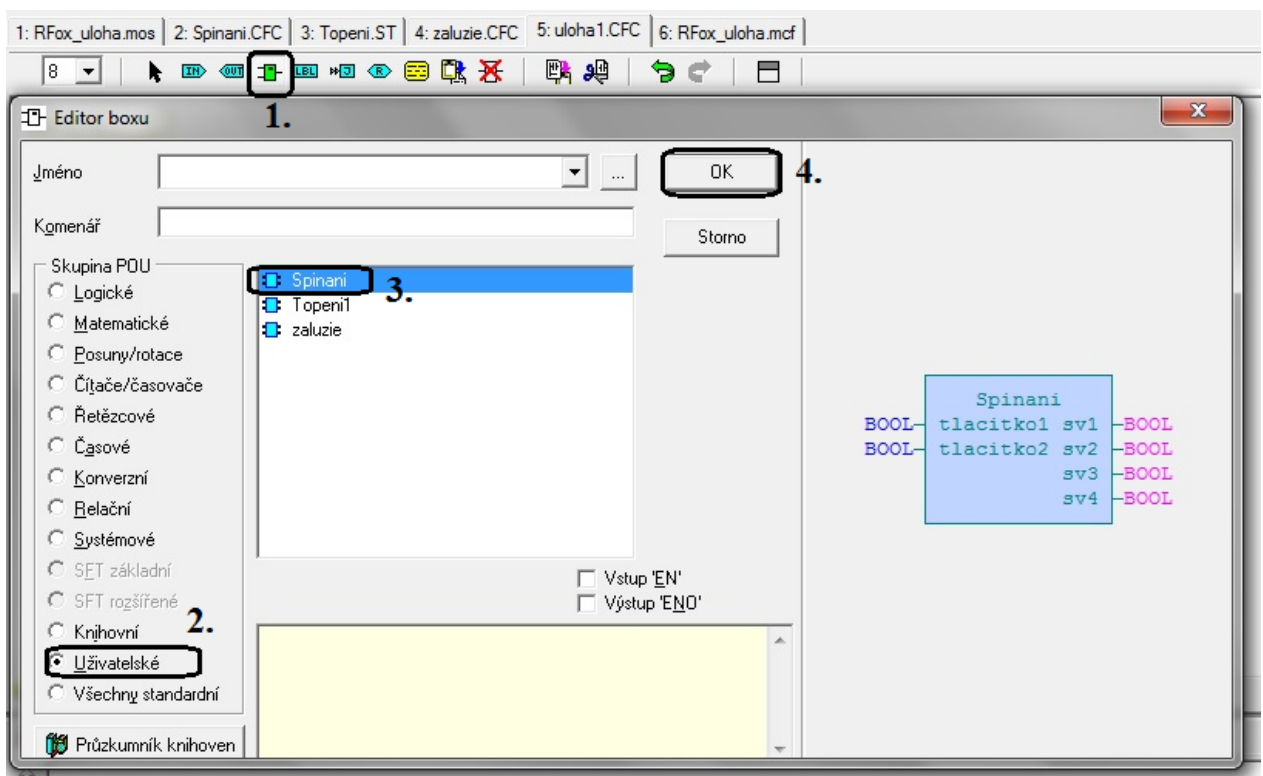 1: RFox_uloha.mos 2: Spinani.CFC 3: Topeni.ST 4: zaluzie.CFC 5: uloha1.CFC 6: RFox_uloha.mcf
8 IN OUT LBL J R
1.
Editor boxu
Jméno ... OK 4.
Komenář
Storno
Skupina POU
Logické
Matematické
Posuny/rotace
Čítače/časovače
Řetězcové
Časové
Konverzní
Relační
Systémové
SFT základní
SFT rozšířené
Knihovní 2.
Uživatelské
Všechny standardní
Průzkumník knihoven
Spinani 3.
Topeni1
zaluzie
Vstup 'EN'
Výstup 'ENO'
Spinani
BOOL tlacitko1 sv1 BOOL
BOOL tlacitko2 sv2 BOOL
sv3 BOOL
sv4 BOOL